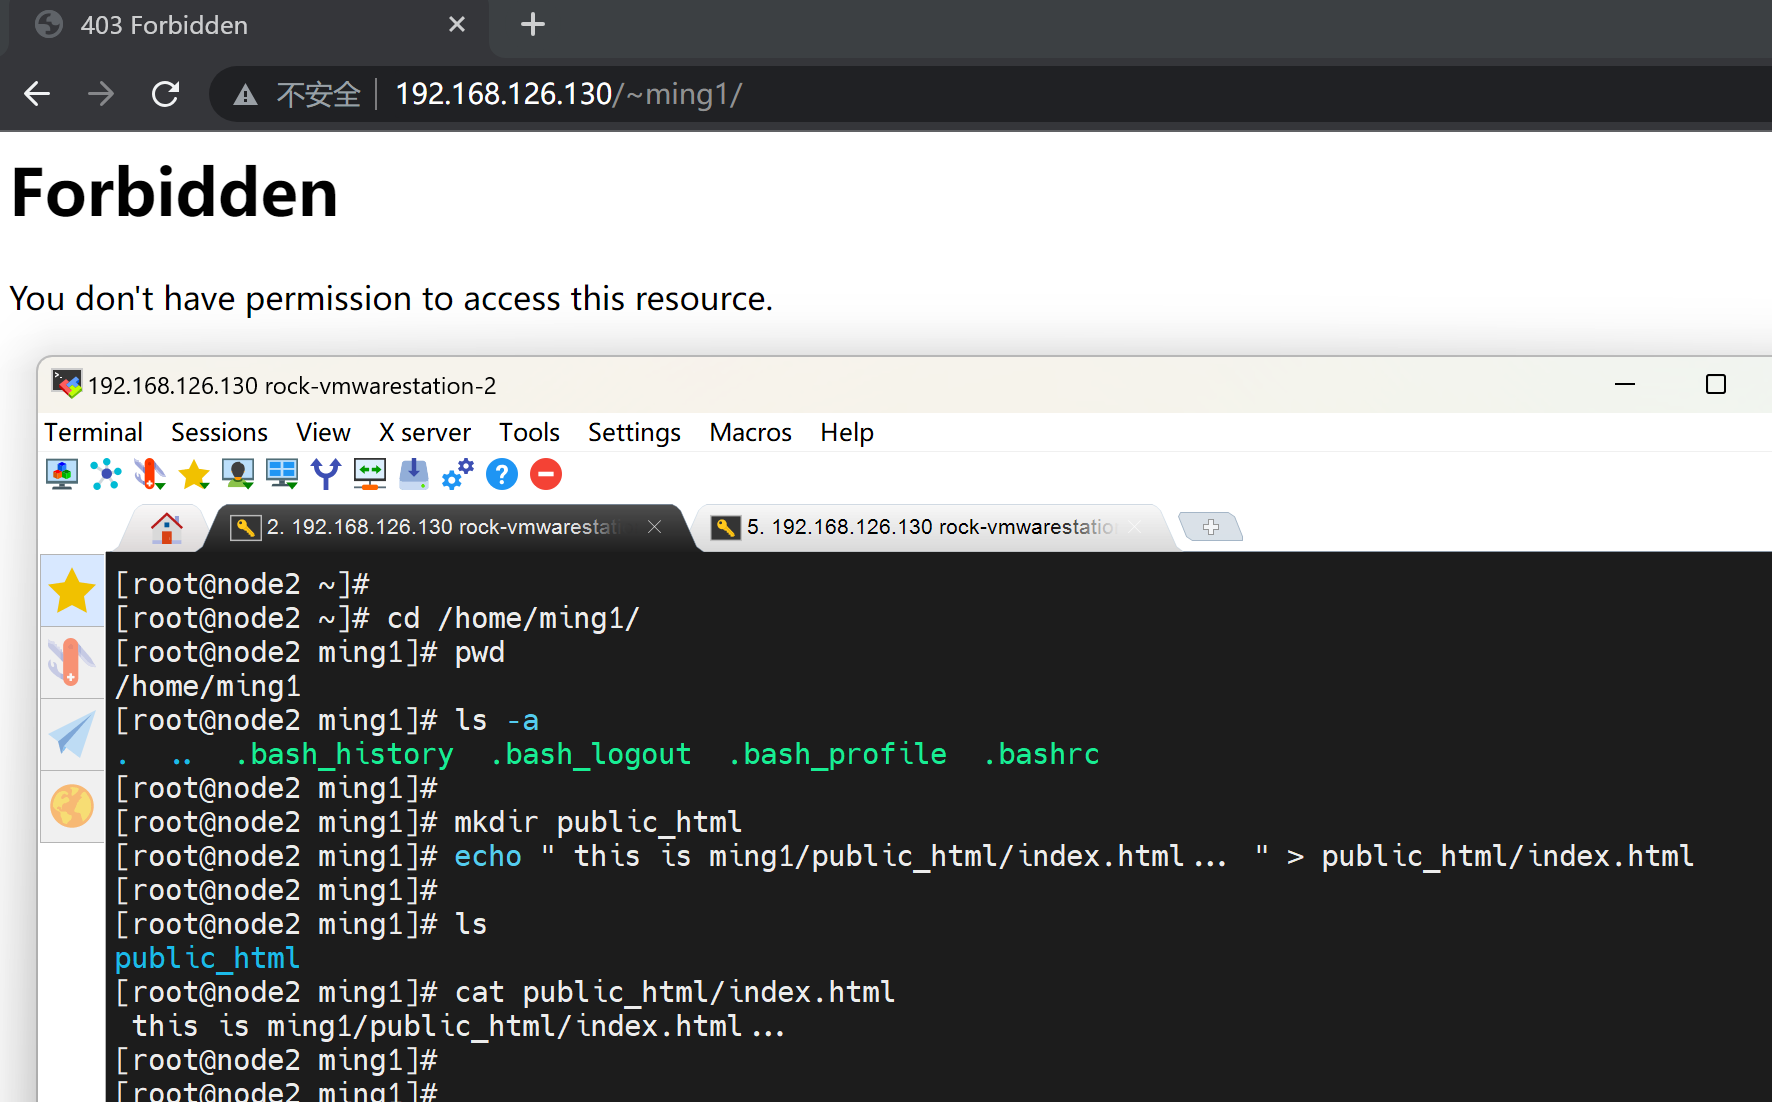 403 Forbidden
不安全 192.168.126.130/~ming1/
Forbidden
You don't have permission to access this resource.
192.168.126.130 rock-vmwarestation-2
Terminal Sessions View X server Tools Settings Macros Help
2. 192.168.126.130 rock-vmwarestati 5. 192.168.126.130 rock-vmwarestatio
[root@node2 ~]#
[root@node2 ~]# cd /home/ming1/
[root@node2 ming1]# pwd
/home/ming1
[root@node2 ming1]# ls -a
. .. .bash_history .bash_logout .bash_profile .bashrc
[root@node2 ming1]#
[root@node2 ming1]# mkdir public_html
[root@node2 ming1]# echo " this is ming1/public_html/index.html... " > public_html/index.html
[root@node2 ming1]#
[root@node2 ming1]# ls
public_html
[root@node2 ming1]# cat public_html/index.html
this is ming1/public_html/index.html...
[root@node2 ming1]#
[root@node2 ming1]#